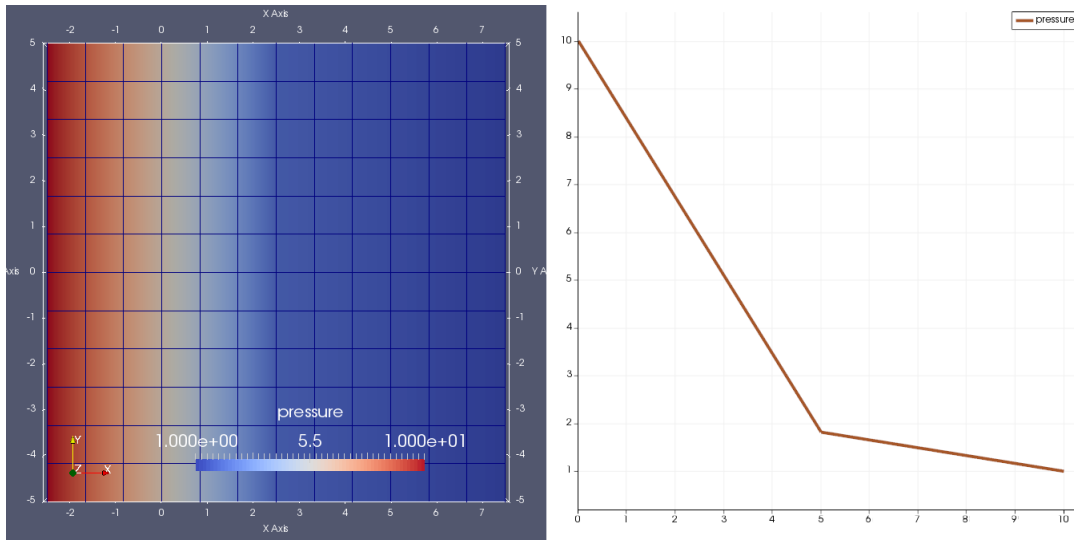 X Axis
-2 -1 0 1 2 3 4 5 6 7
5 5
4 4
3 3
2 2
1 1
Axis 0 0 Y A
-1 -1
-2 -2
-3 -3
pressure
1.000e+00 5.5 1.000e+01
Y
-4 -4
Z X
-5 -5
-2 -1 0 1 2 3 4 5 6 7
X Axis
pressure
10
9
8
7
6
5
4
3
2
1
0 1 2 3 4 5 6 7 8 9 10